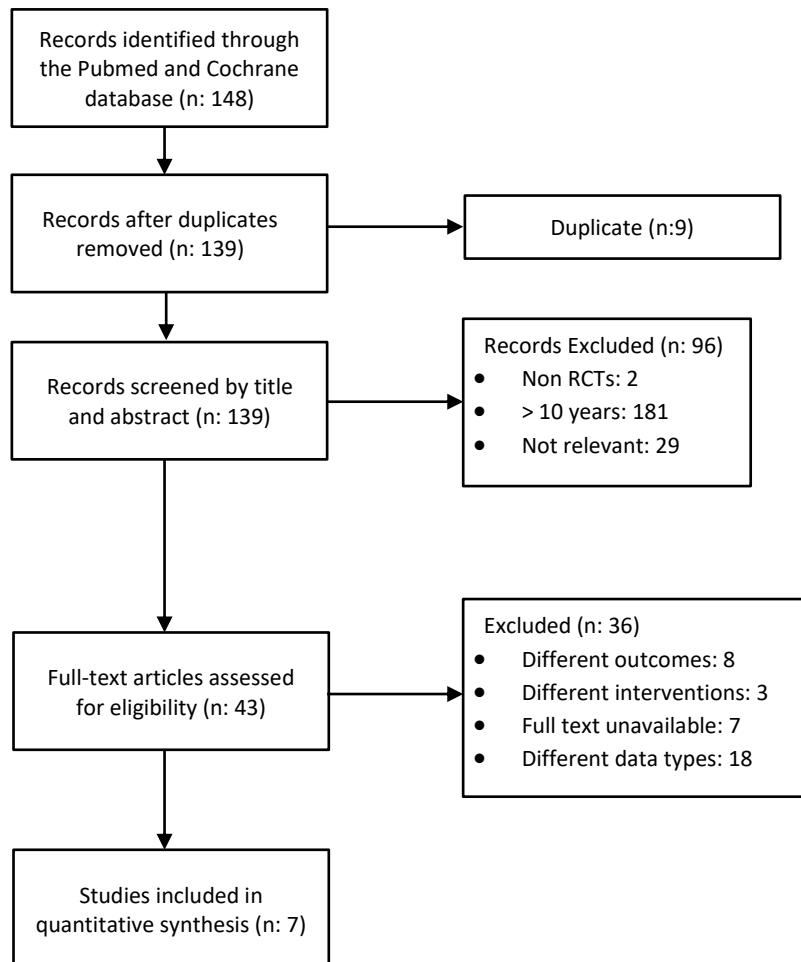 Records identified through
the Pubmed and Cochrane
database (n: 148)
Records after duplicates
removed (n: 139)
Duplicate (n:9)
Records screened by title
and abstract (n: 139)
Records Excluded (n: 96)
• Non RCTs: 2
• > 10 years: 181
• Not relevant: 29
Full-text articles assessed
for eligibility (n: 43)
Excluded (n: 36)
• Different outcomes: 8
• Different interventions: 3
• Full text unavailable: 7
• Different data types: 18
Studies included in
quantitative synthesis (n: 7)